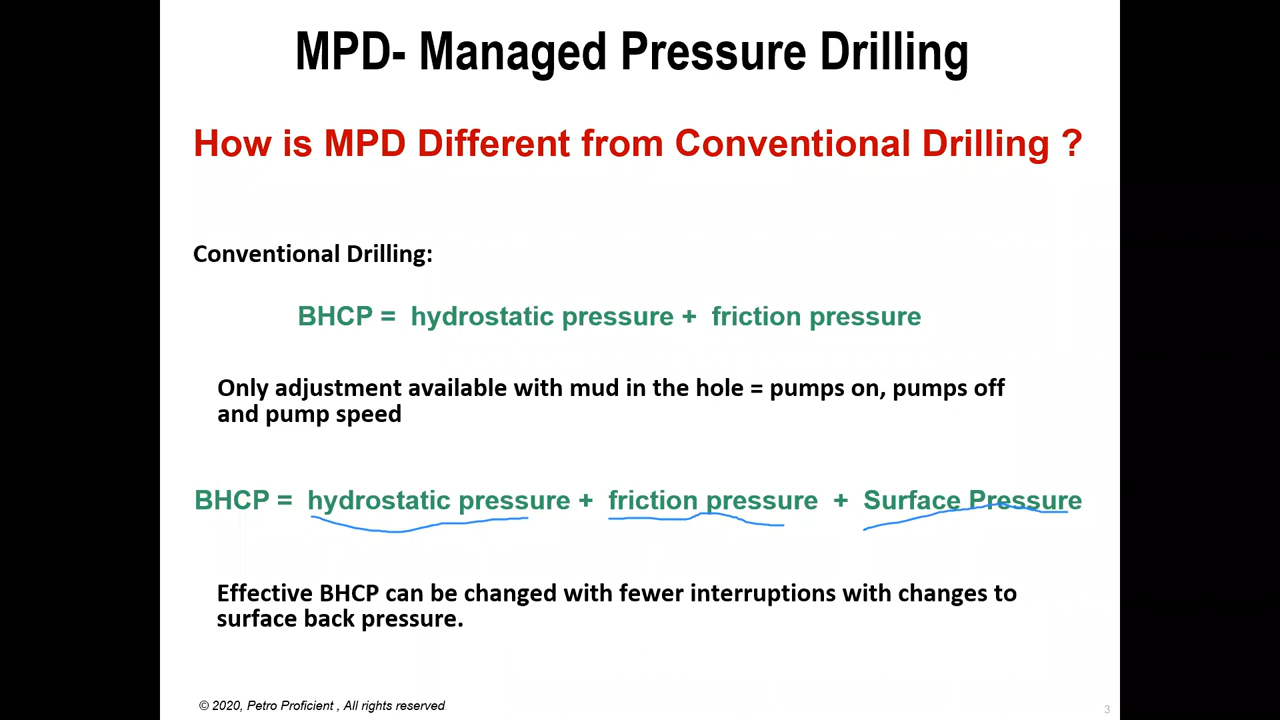 MPD- Managed Pressure Drilling
How is MPD Different from Conventional Drilling ?
Conventional Drilling:
BHCP = hydrostatic pressure + friction pressure
Only adjustment available with mud in the hole = pumps on, pumps off
and pump speed
BHCP = hydrostatic pressure + friction pressure + Surface Pressure
Effective BHCP can be changed with fewer interruptions with changes to
surface back pressure.
© 2020, Petro Proficient , All rights reserved
3